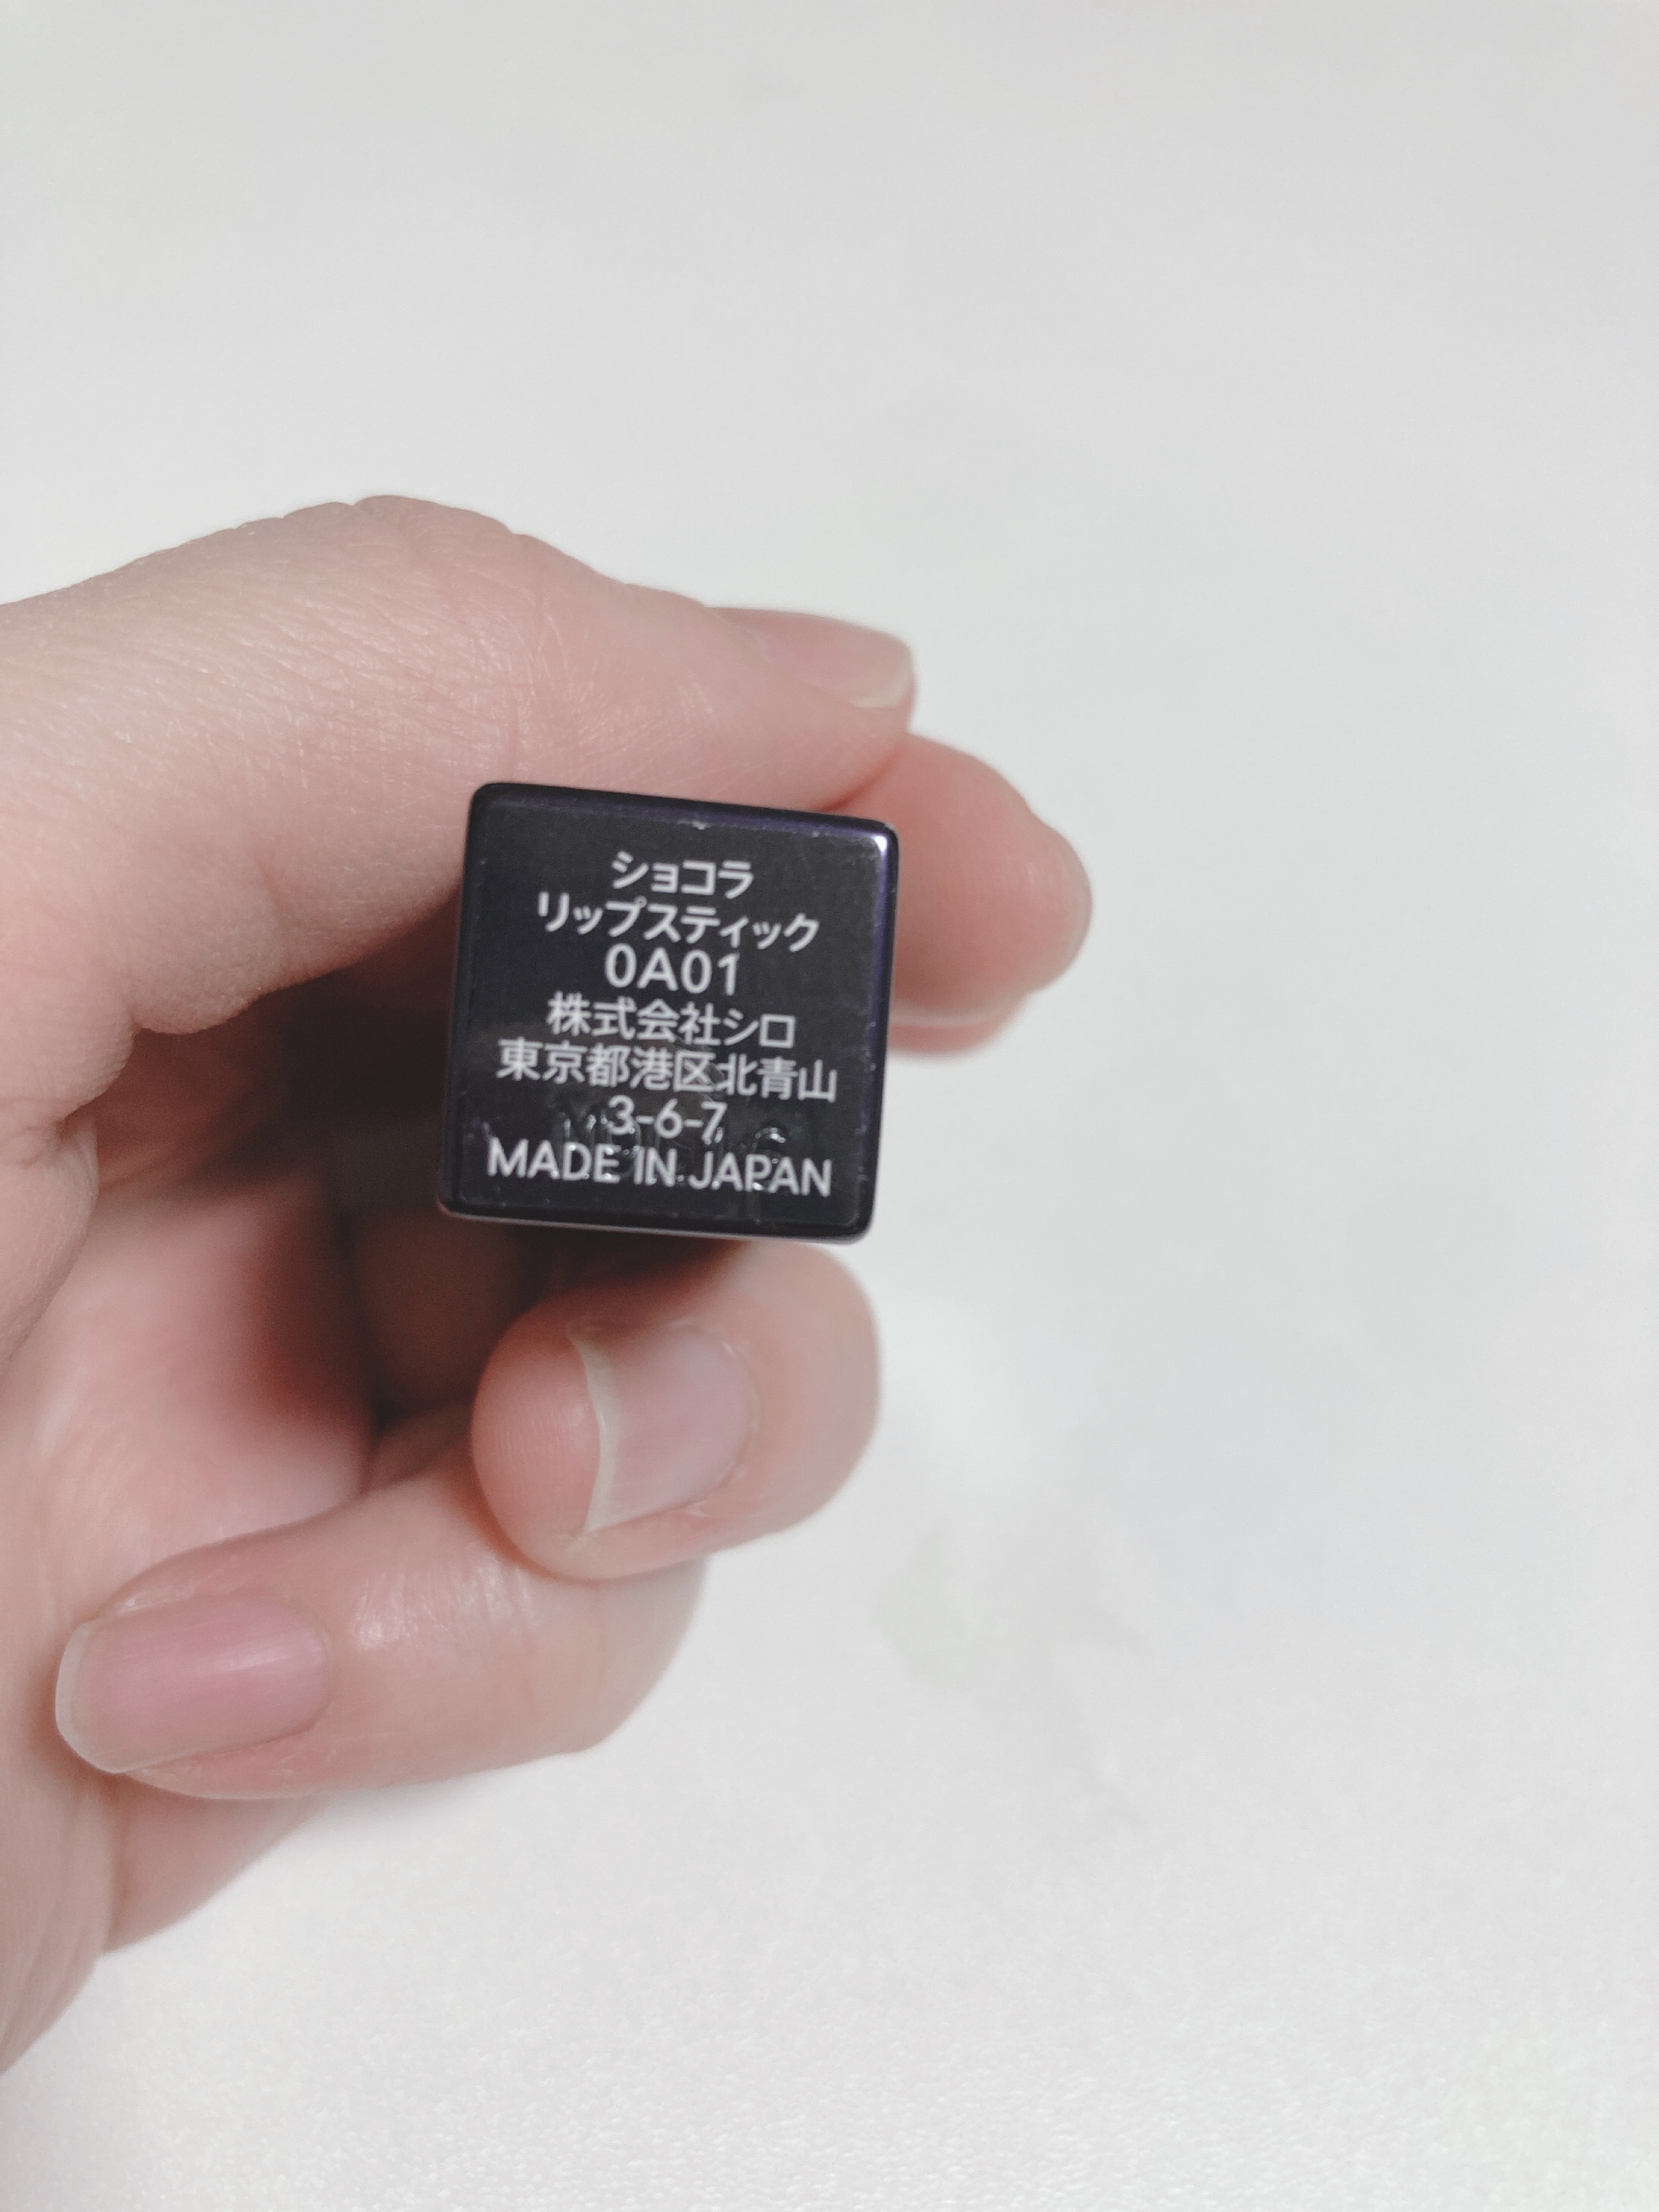 ショコラ
リップスティック
0A01
株式会社シロ
東京都港区北青山
3-6-7
MADE IN JAPAN